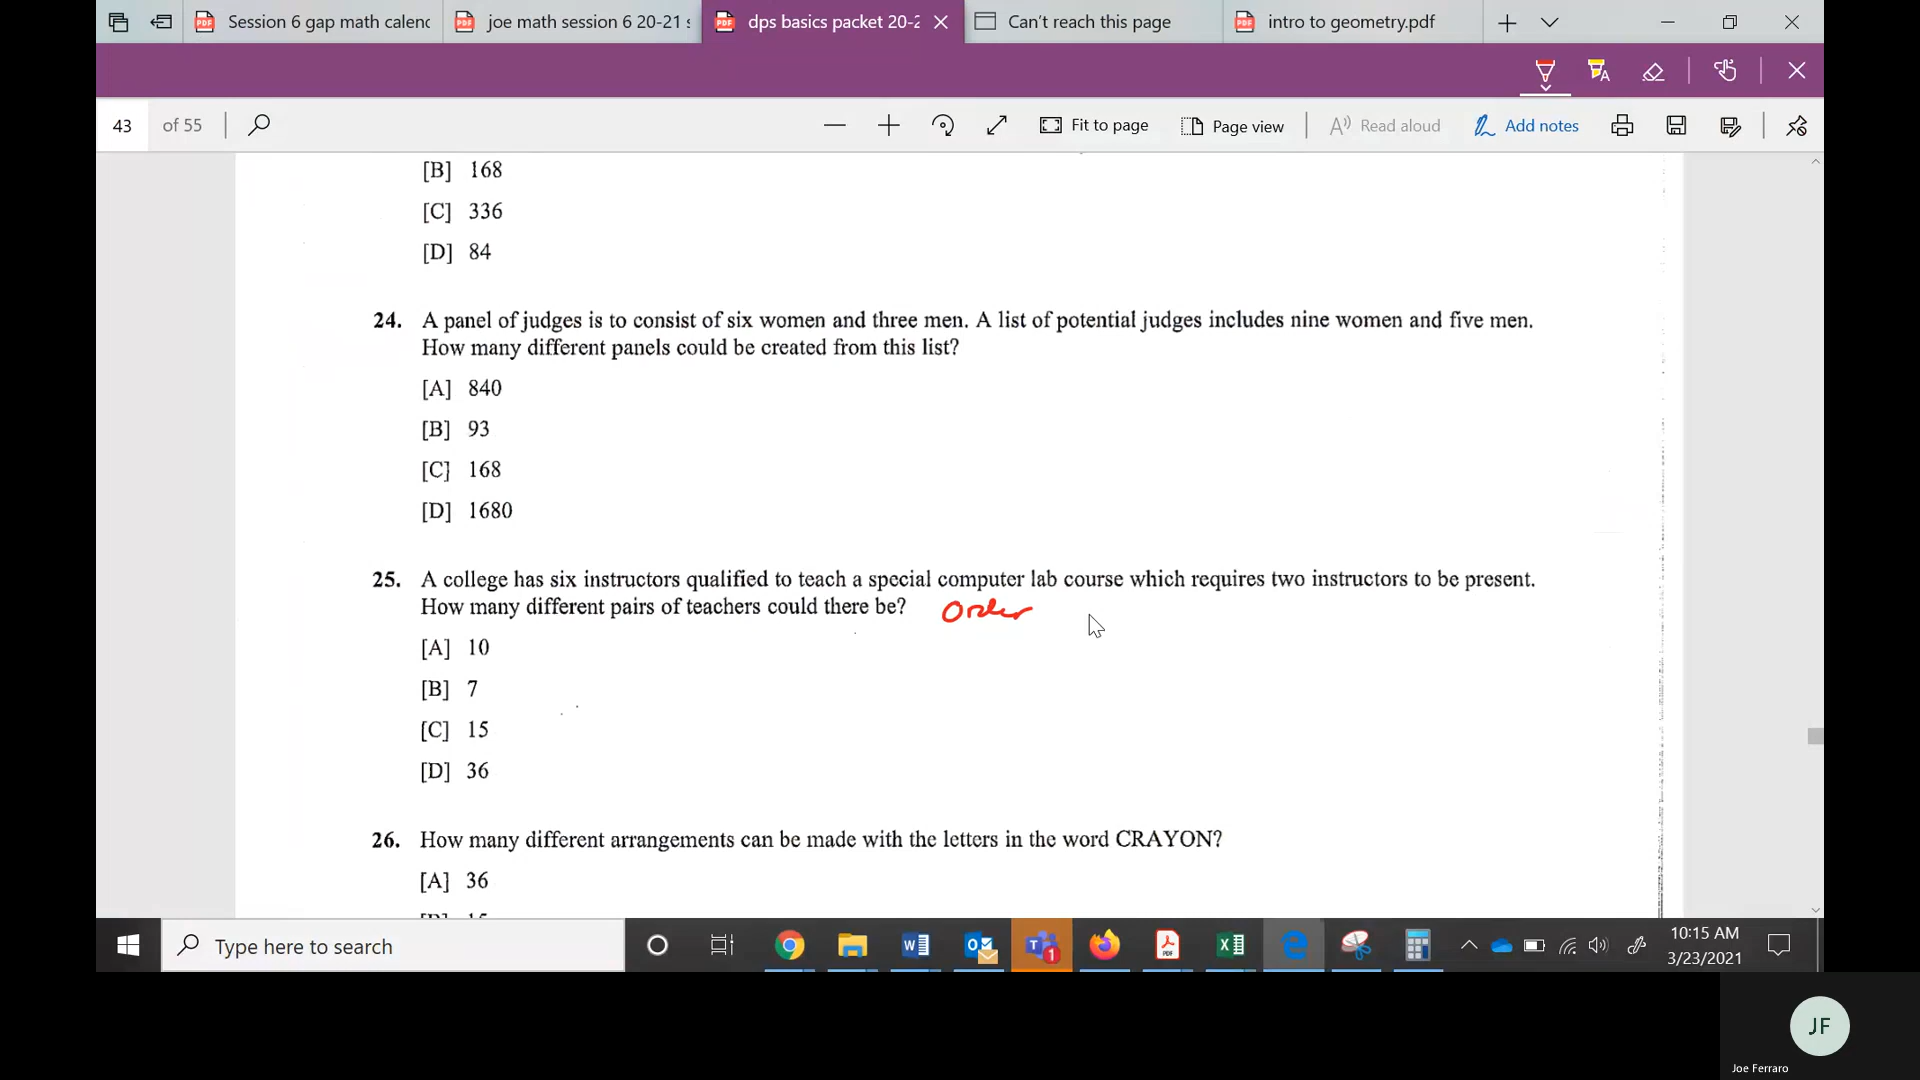 Session 6 gap math calenc
joe math session 6 20-21 s
dps basics packet 20-2
Can't reach this page
intro to geometry.pdf
43
of 55
Fit to page
Page view
Read aloud
Add notes
[B] 168
[C] 336
[D] 84
24. A panel of judges is to consist of six women and three men. A list of potential judges includes nine women and five men.
How many different panels could be created from this list?
[A] 840
[B] 93
[C] 168
[D] 1680
25. A college has six instructors qualified to teach a special computer lab course which requires two instructors to be present.
How many different pairs of teachers could there be? Order
[A] 10
[B] 7
[C] 15
[D] 36
26. How many different arrangements can be made with the letters in the word CRAYON?
[A] 36
[B] 15
Type here to search
1
10:15 AM
3/23/2021
JF
Joe Ferraro